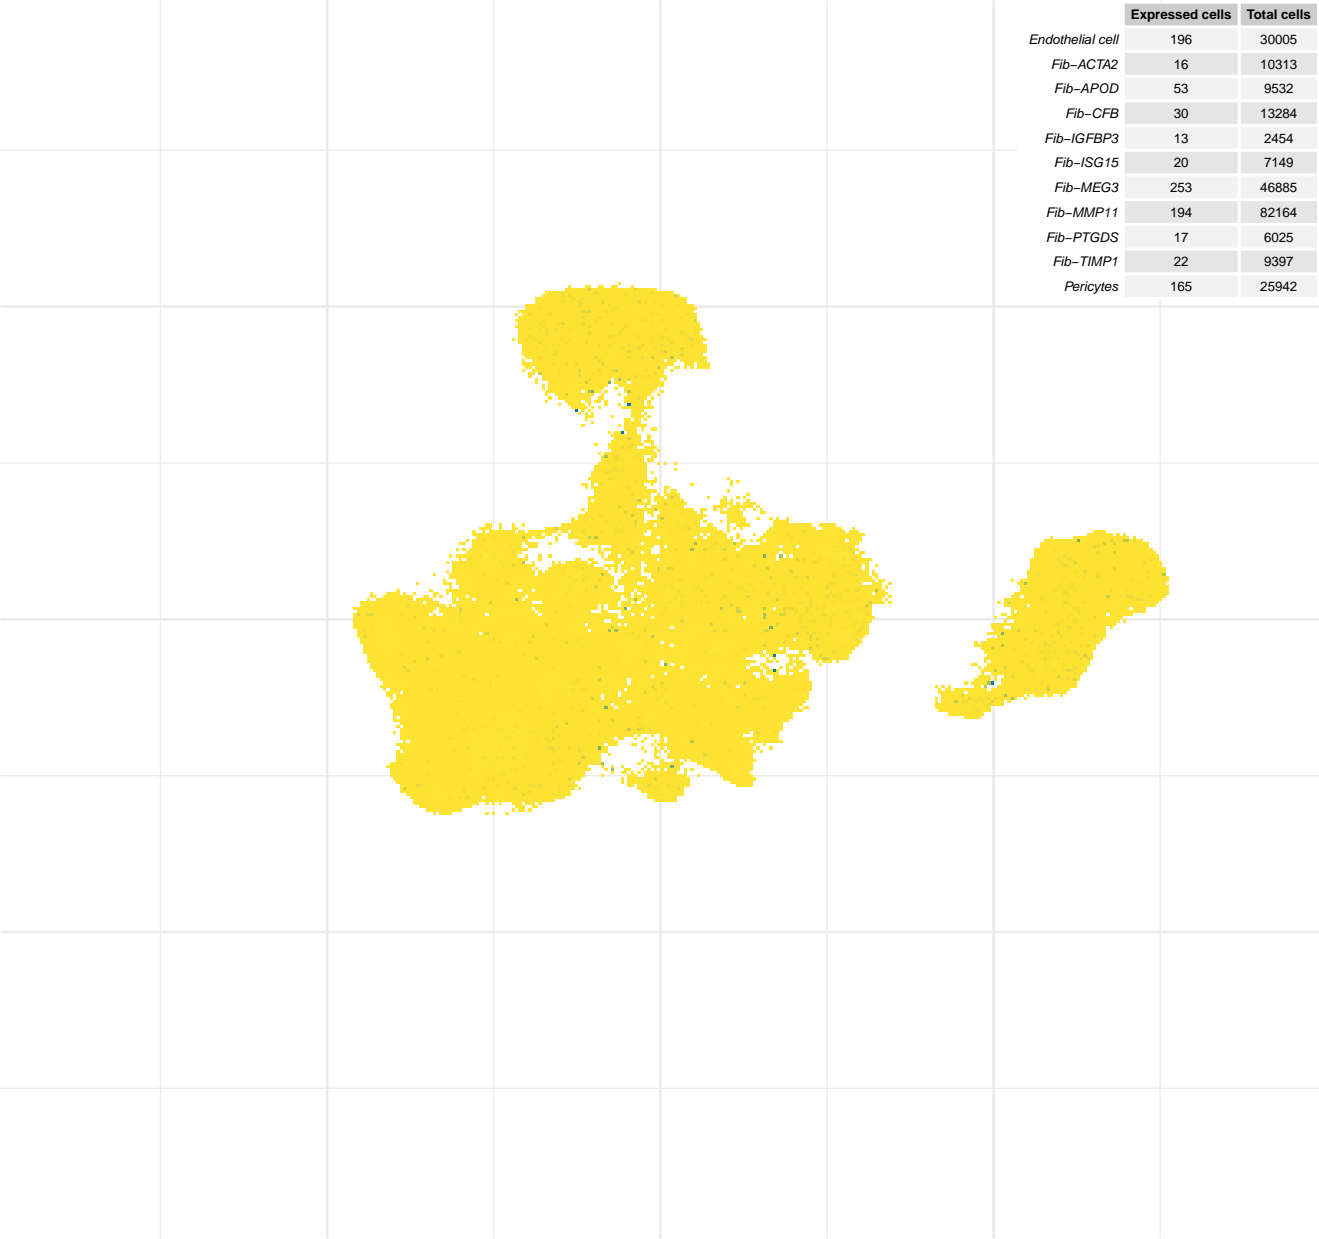 Expressed cells Total cells
Endothelial cell 196 30005
Fib−ACTA2 16 10313
Fib−APOD 53 9532
Fib−CFB 30 13284
Fib−IGFBP3 13 2454
Fib−ISG15 20 7149
Fib−MEG3 253 46885
Fib−MMP11 194 82164
Fib−PTGDS 17 6025
Fib−TIMP1 22 9397
Pericytes 165 25942